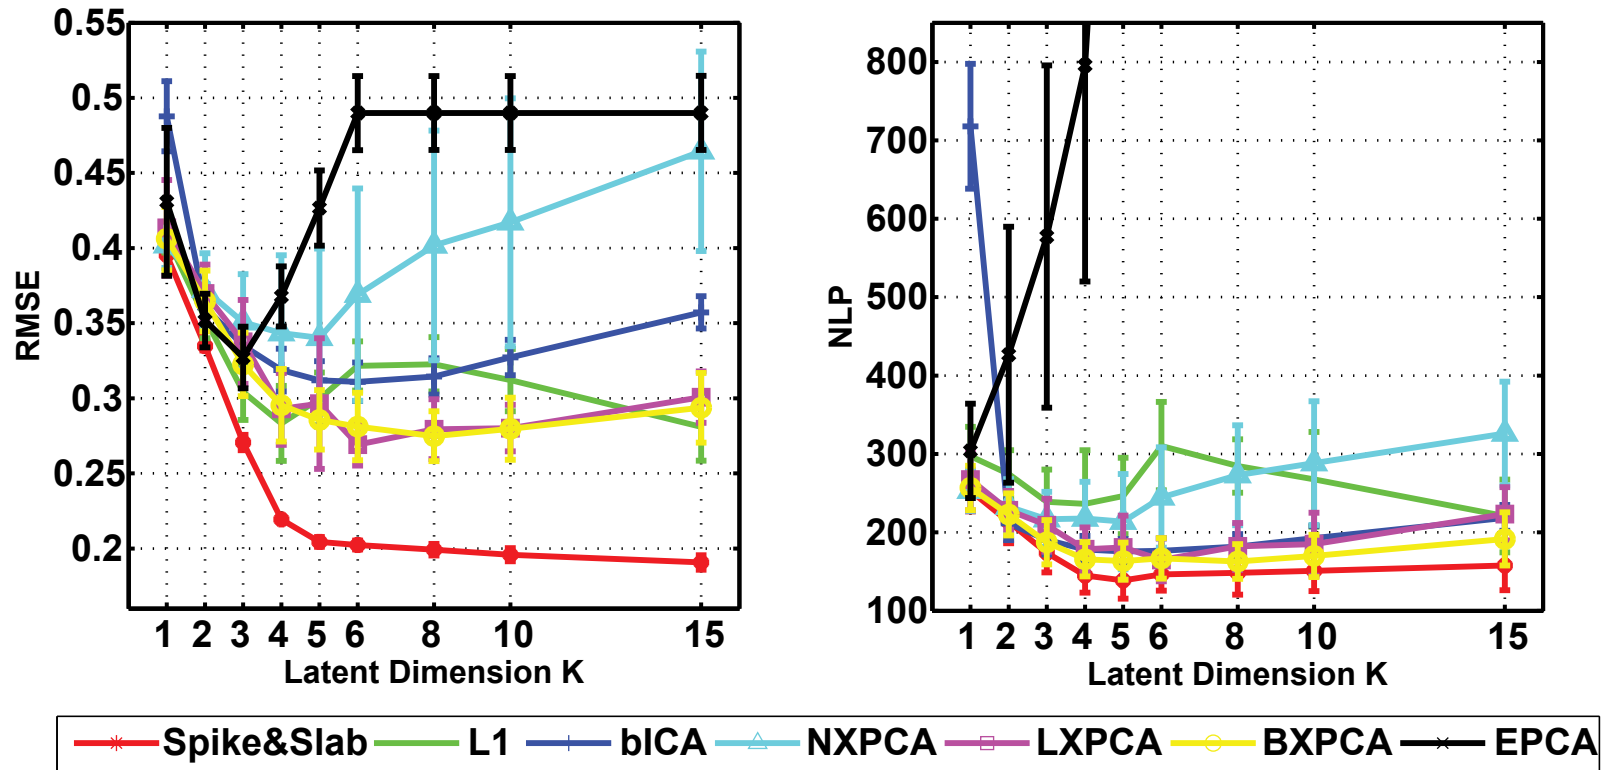 0.55
0.5
0.45
0.4
0.35
0.3
0.25
0.2
RMSE
1 2 3 4 5 6 8 10 15
Latent Dimension K
800
700
600
500
400
300
200
100
NLP
1 2 3 4 5 6 8 10 15
Latent Dimension K
Spike&Slab L1 bICA NXPCA LXPCA BXPCA EPCA